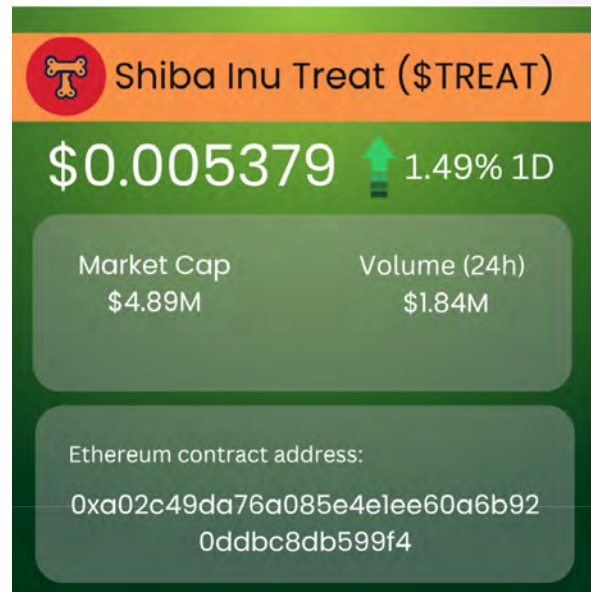 Shiba Inu Treat ($TREAT)
$0.005379
1.49% 1D
Market Cap
Volume (24h)
$4.89M
$1.84M
Ethereum contract address:
0xa02c49da76a085e4e1ee60a6b92
0ddbc8db599f4